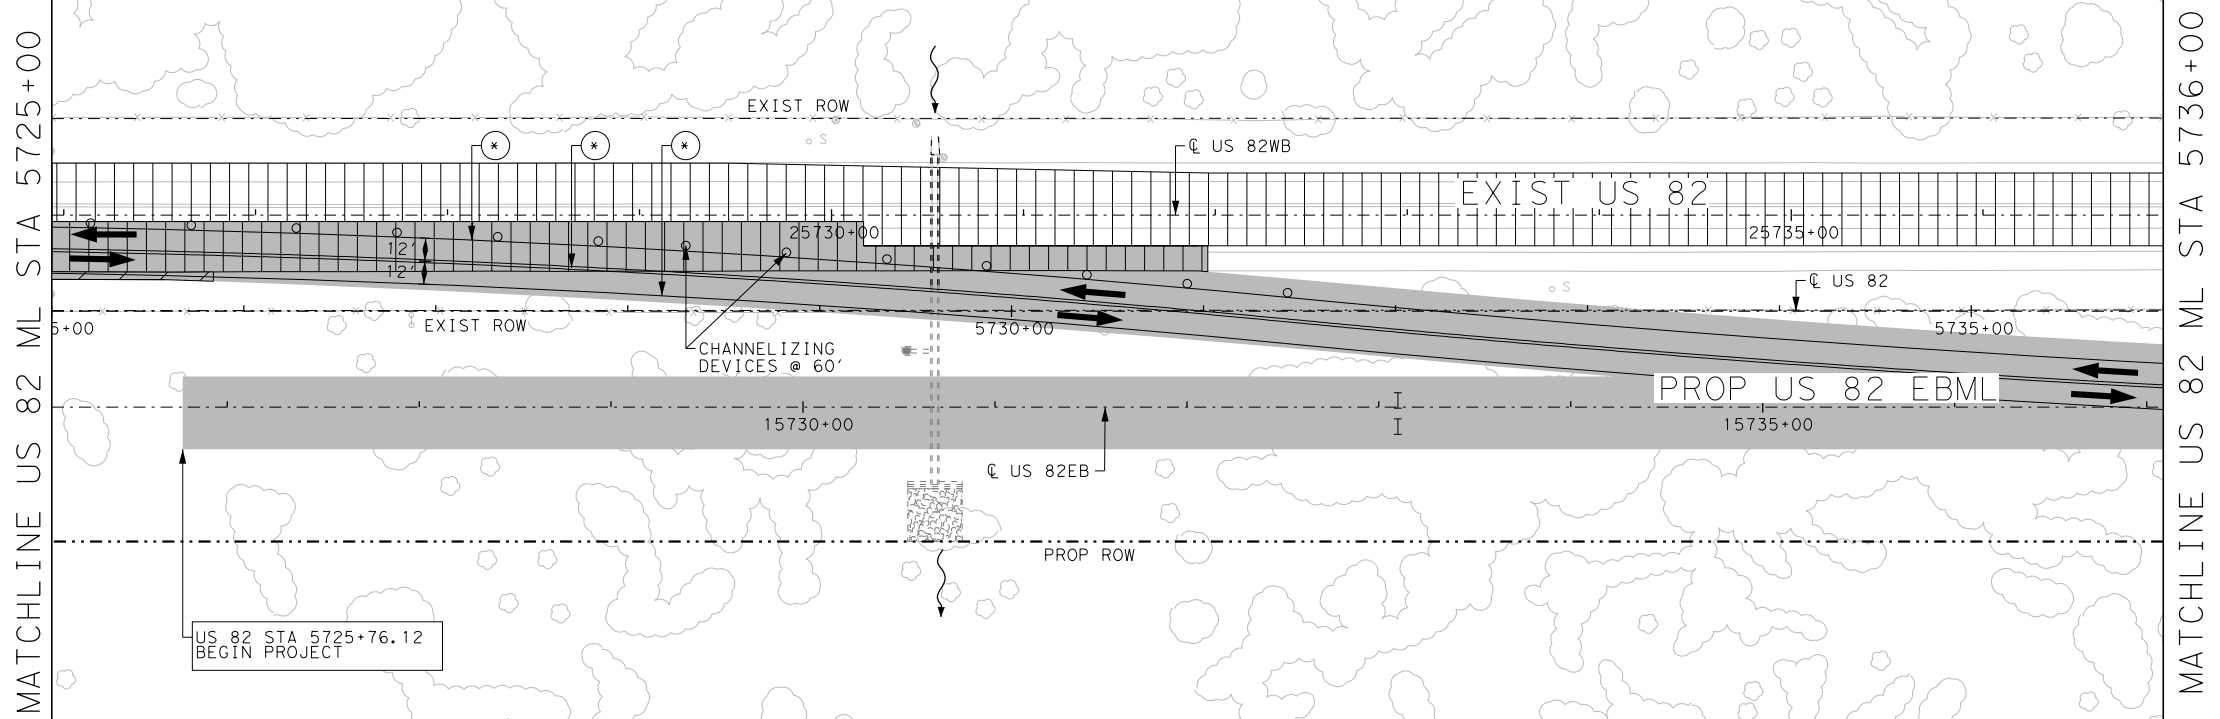 MATCHLINE US 82 ML STA 5725+00
EXIST ROW
*
*
*
S
℄ US 82WB
EXIST US 82
25730+00
25735+00
12'
12'
℄ US 82
S
5+00
EXIST ROW
5730+00
5735+00
CHANNELIZING
DEVICES @ 60'
PROP US 82 EBML
15730+00
15735+00
℄ US 82EB
PROP ROW
US 82 STA 5725+76.12
BEGIN PROJECT
MATCHLINE US 82 ML STA 5736+00